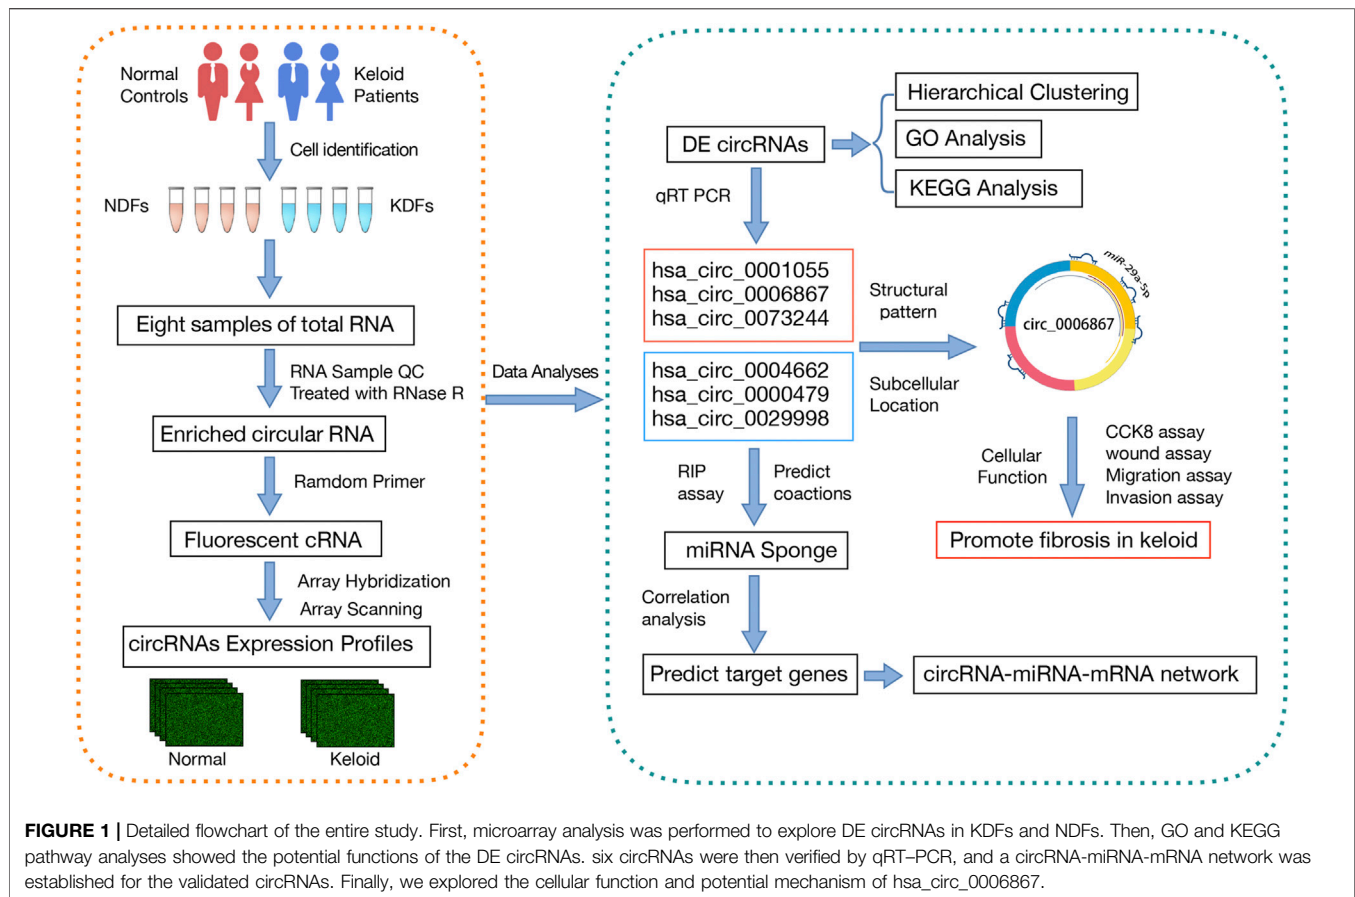 Normal
Controls
Keloid
Patients
Cell identification
NDFs
KDFs
Eight samples of total RNA
RNA Sample QC
Treated with RNase R
Enriched circular RNA
Ramdom Primer
Fluorescent cRNA
Array Hybridization
Array Scanning
circRNAs Expression Profiles
Normal
Keloid
Data Analyses
DE circRNAs
Hierarchical Clustering
GO Analysis
KEGG Analysis
qRT PCR
hsa_circ_0001055
hsa_circ_0006867
hsa_circ_0073244
hsa_circ_0004662
hsa_circ_0000479
hsa_circ_0029998
Structural
pattern
Subcellular
Location
miR-29a-5p
circ_0006867
Cellular
Function
CCK8 assay
wound assay
Migration assay
Invasion assay
Promote fibrosis in keloid
RIP
assay
Predict
coactions
miRNA Sponge
Correlation
analysis
Predict target genes
circRNA-miRNA-mRNA network
FIGURE 1 | Detailed flowchart of the entire study. First, microarray analysis was performed to explore DE circRNAs in KDFs and NDFs. Then, GO and KEGG
pathway analyses showed the potential functions of the DE circRNAs. six circRNAs were then verified by qRT–PCR, and a circRNA-miRNA-mRNA network was
established for the validated circRNAs. Finally, we explored the cellular function and potential mechanism of hsa_circ_0006867.